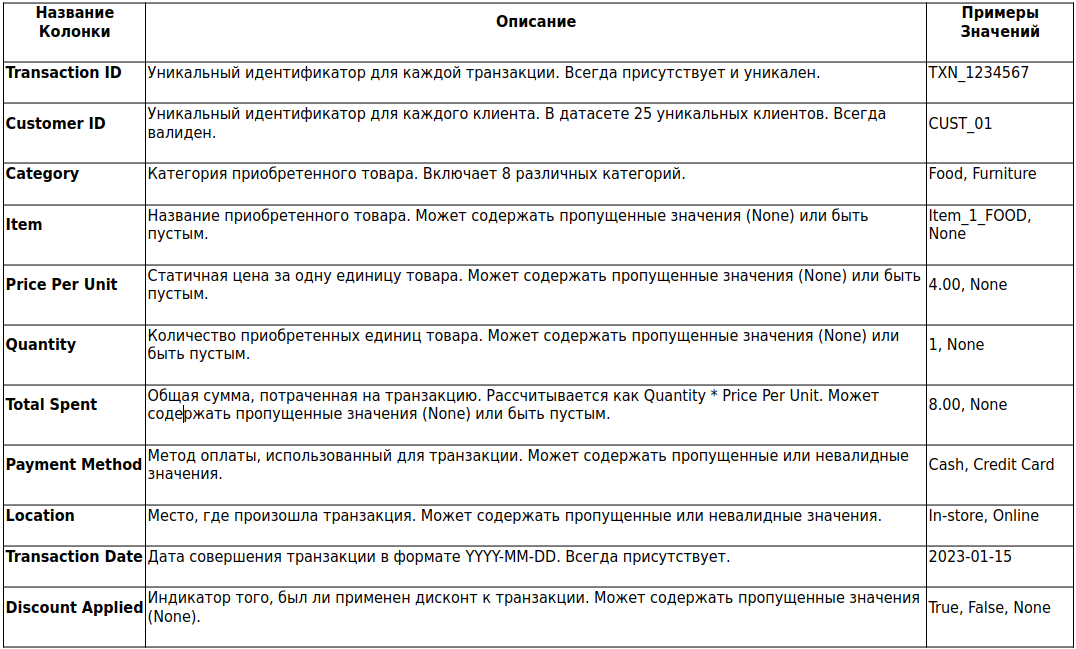 Название
Колонки
Описание
Примеры
Значений
Transaction ID
Уникальный идентификатор для каждой транзакции. Всегда присутствует и уникален.
TXN_1234567
Customer ID
Уникальный идентификатор для каждого клиента. В датасете 25 уникальных клиентов. Всегда
валиден.
CUST_01
Category
Категория приобретенного товара. Включает 8 различных категорий.
Food, Furniture
Item
Название приобретенного товара. Может содержать пропущенные значения (None) или быть
пустым.
Item_1_FOOD,
None
Price Per Unit
Статичная цена за одну единицу товара. Может содержать пропущенные значения (None) или быть
пустым.
4.00, None
Quantity
Количество приобретенных единиц товара. Может содержать пропущенные значения (None) или
быть пустым.
1, None
Total Spent
Общая сумма, потраченная на транзакцию. Рассчитывается как Quantity * Price Per Unit. Может
содержать пропущенные значения (None) или быть пустым.
8.00, None
Payment Method
Метод оплаты, использованный для транзакции. Может содержать пропущенные или невалидные
значения.
Cash, Credit Card
Location
Место, где произошла транзакция. Может содержать пропущенные или невалидные значения.
In-store, Online
Transaction Date
Дата совершения транзакции в формате YYYY-MM-DD. Всегда присутствует.
2023-01-15
Discount Applied
Индикатор того, был ли применен дисконт к транзакции. Может содержать пропущенные значения
(None).
True, False, None